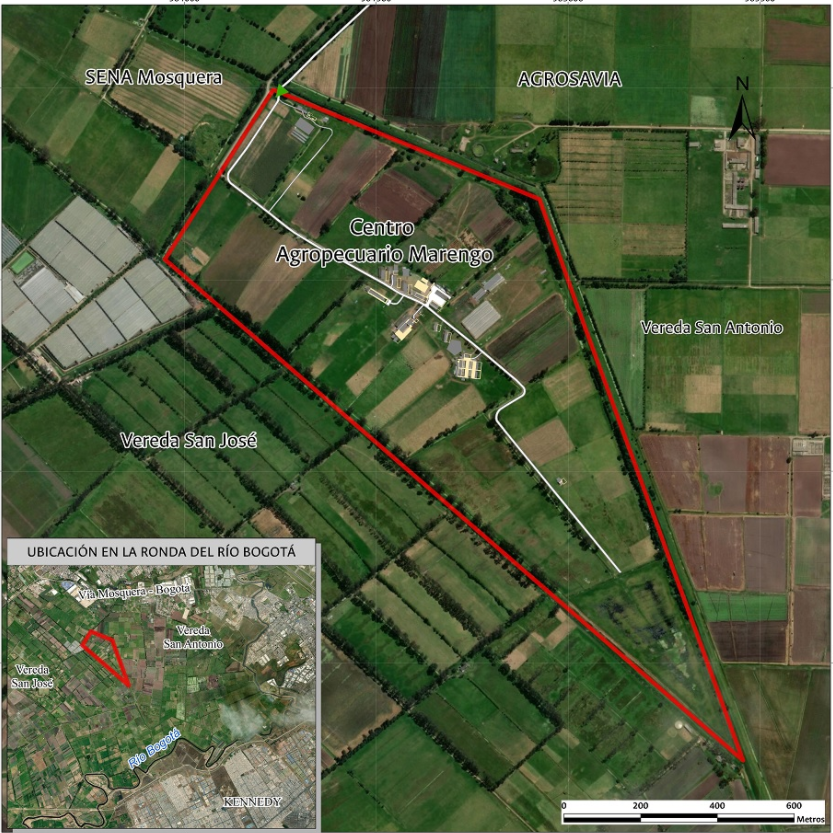 SENA Mosquera
AGROSAVIA
N
Centro
Agropecuario Marengo
Vereda San Antonio
Vereda San José
UBICACIÓN EN LA RONDA DEL RÍO BOGOTÁ
Vía Mosquera - Bogotá
Vereda
San Antonio
Vereda
San José
Río Bogotá
KENNEDY
0 200 400 600
Metros